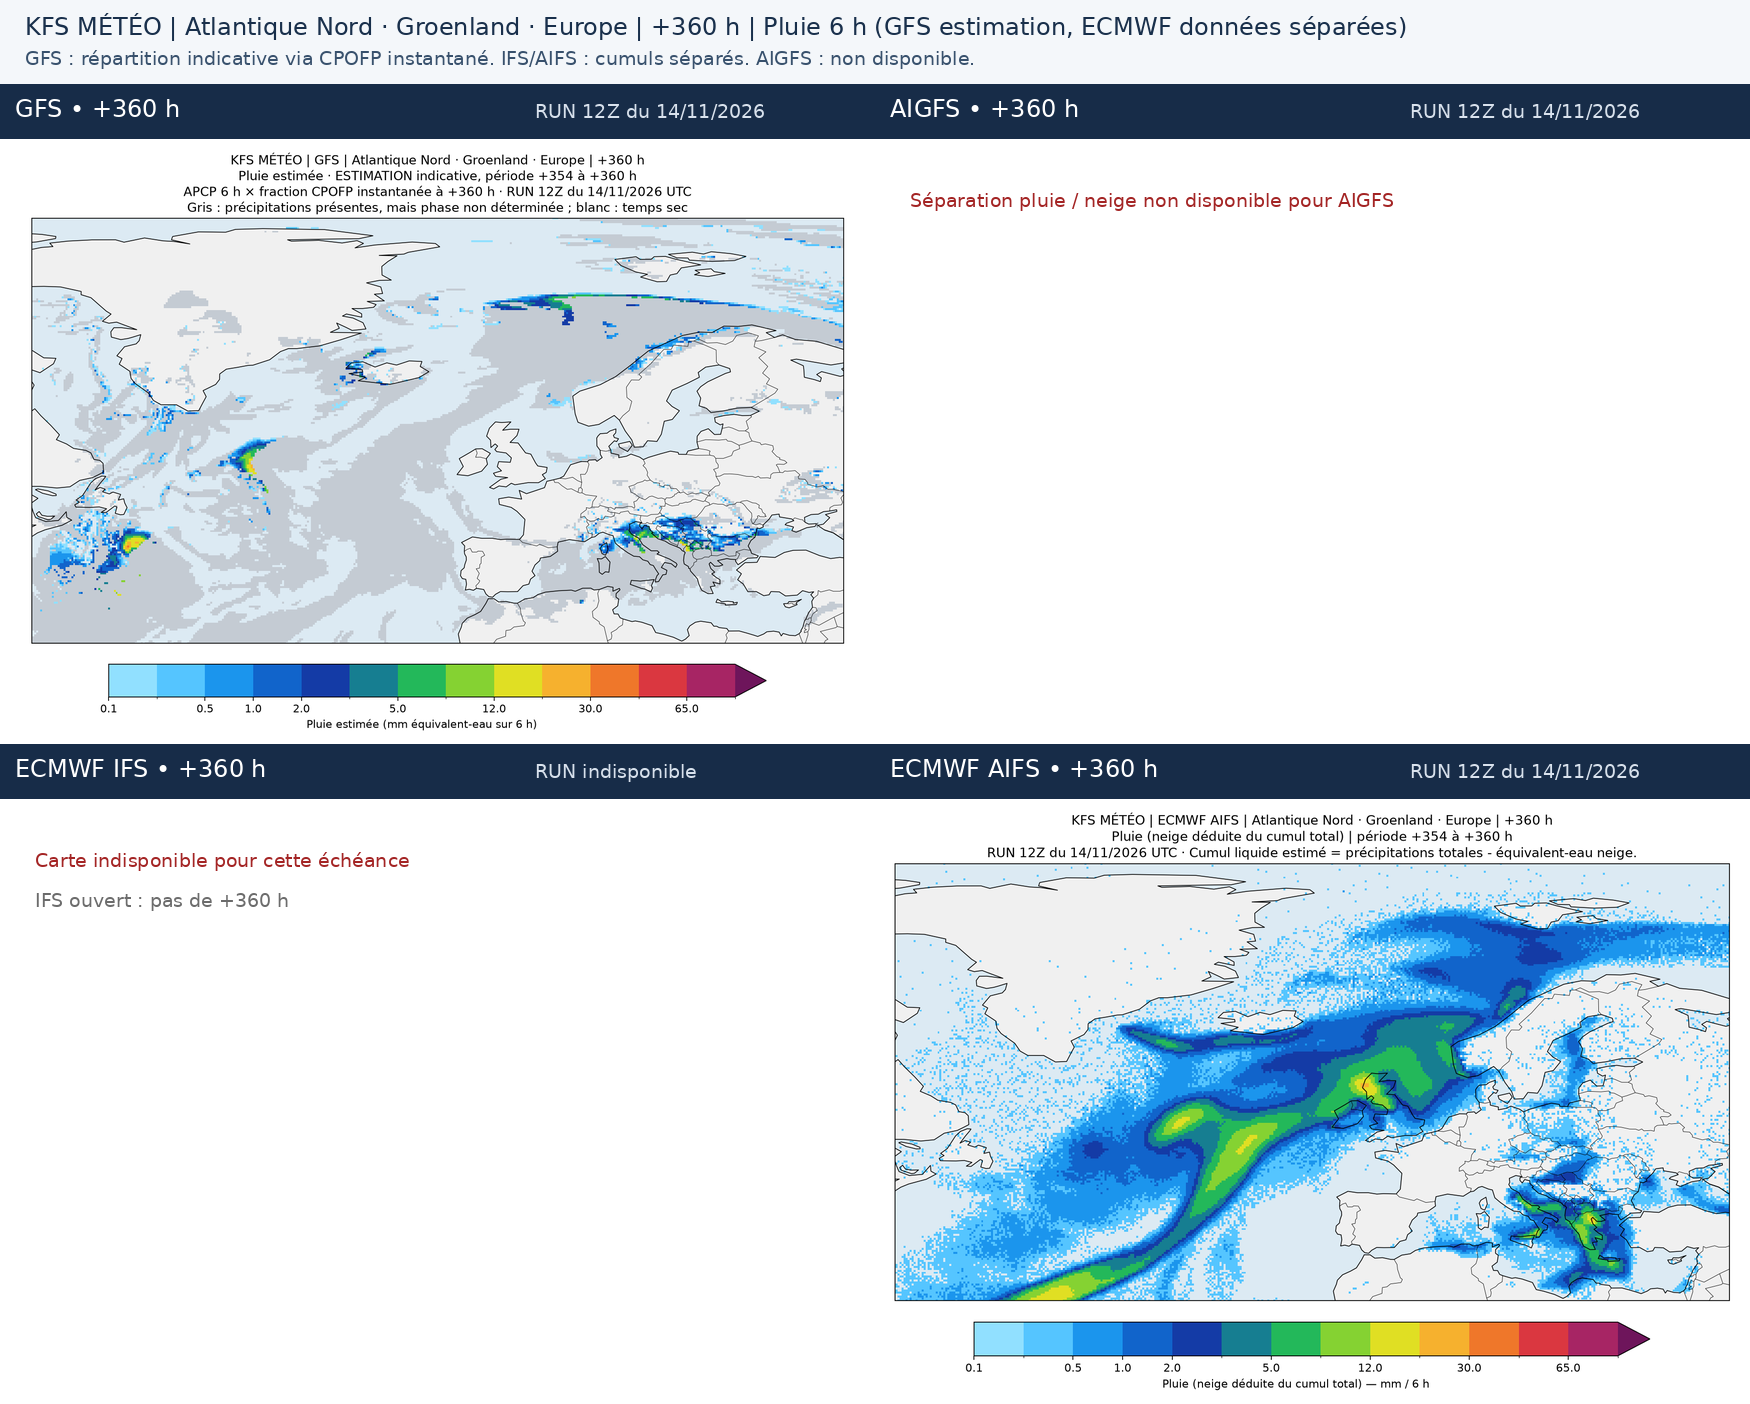 KFS MÉTÉO | Atlantique Nord · Groenland · Europe | +360 h | Pluie 6 h (GFS estimation, ECMWF données séparées)
GFS : répartition indicative via CPOFP instantané. IFS/AIFS : cumuls séparés. AIGFS : non disponible.
GFS • +360 h
RUN 12Z du 14/11/2026
KFS MÉTÉO | GFS | Atlantique Nord · Groenland · Europe | +360 h
Pluie estimée · ESTIMATION indicative, période +354 à +360 h
APCP 6 h × fraction CPOFP instantanée à +360 h · RUN 12Z du 14/11/2026 UTC
Gris : précipitations présentes, mais phase non déterminée ; blanc : temps sec
0.1 0.5 1.0 2.0 5.0 12.0 30.0 65.0
Pluie estimée (mm équivalent-eau sur 6 h)
AIGFS • +360 h
RUN 12Z du 14/11/2026
Séparation pluie / neige non disponible pour AIGFS
ECMWF IFS • +360 h
RUN indisponible
Carte indisponible pour cette échéance
IFS ouvert : pas de +360 h
ECMWF AIFS • +360 h
RUN 12Z du 14/11/2026
KFS MÉTÉO | ECMWF AIFS | Atlantique Nord · Groenland · Europe | +360 h
Pluie (neige déduite du cumul total) | période +354 à +360 h
RUN 12Z du 14/11/2026 UTC · Cumul liquide estimé = précipitations totales - équivalent-eau neige.
0.1 0.5 1.0 2.0 5.0 12.0 30.0 65.0
Pluie (neige déduite du cumul total) — mm / 6 h